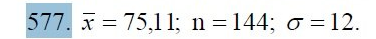 577. x̅ = 75,11; n = 144; σ = 12.